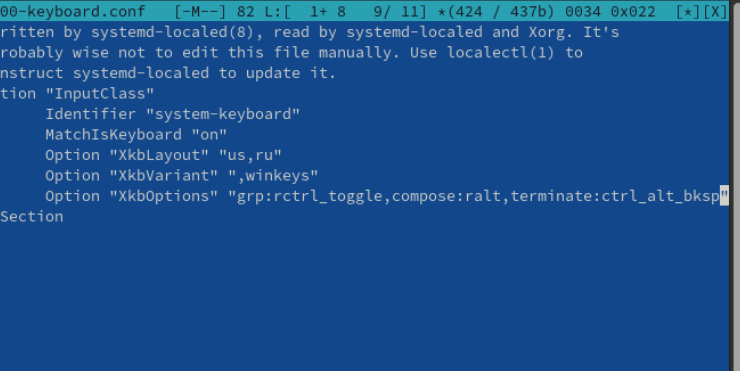 00-keyboard.conf [-M--] 82 L:[ 1+ 8 9/ 11] *(424 / 437b) 0034 0x022 [*][X]
ritten by systemd-localed(8), read by systemd-localed and Xorg. It's
robably wise not to edit this file manually. Use localectl(1) to
nstruct systemd-localed to update it.
tion "InputClass"
Identifier "system-keyboard"
MatchIsKeyboard "on"
Option "XkbLayout" "us,ru"
Option "XkbVariant" ",winkeys"
Option "XkbOptions" "grp:rctrl_toggle,compose:ralt,terminate:ctrl_alt_bksp"
Section